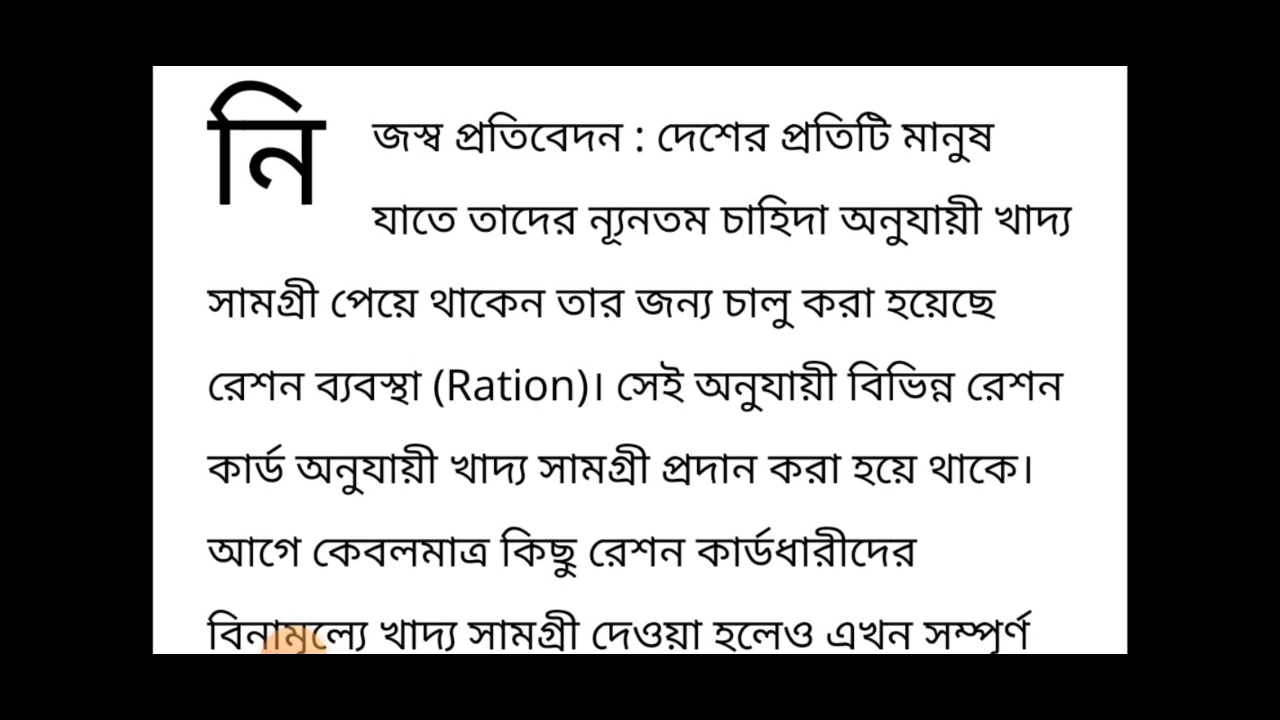 নিজস্ব প্রতিবেদন : দেশের প্রতিটি মানুষ
যাতে তাদের ন্যূনতম চাহিদা অনুযায়ী খাদ্য
সামগ্রী পেয়ে থাকেন তার জন্য চালু করা হয়েছে
রেশন ব্যবস্থা (Ration)। সেই অনুযায়ী বিভিন্ন রেশন
কার্ড অনুযায়ী খাদ্য সামগ্রী প্রদান করা হয়ে থাকে।
আগে কেবলমাত্র কিছু রেশন কার্ডধারীদের
বিনামূল্যে খাদ্য সামগ্রী দেওয়া হলেও এখন সম্পূর্ণ